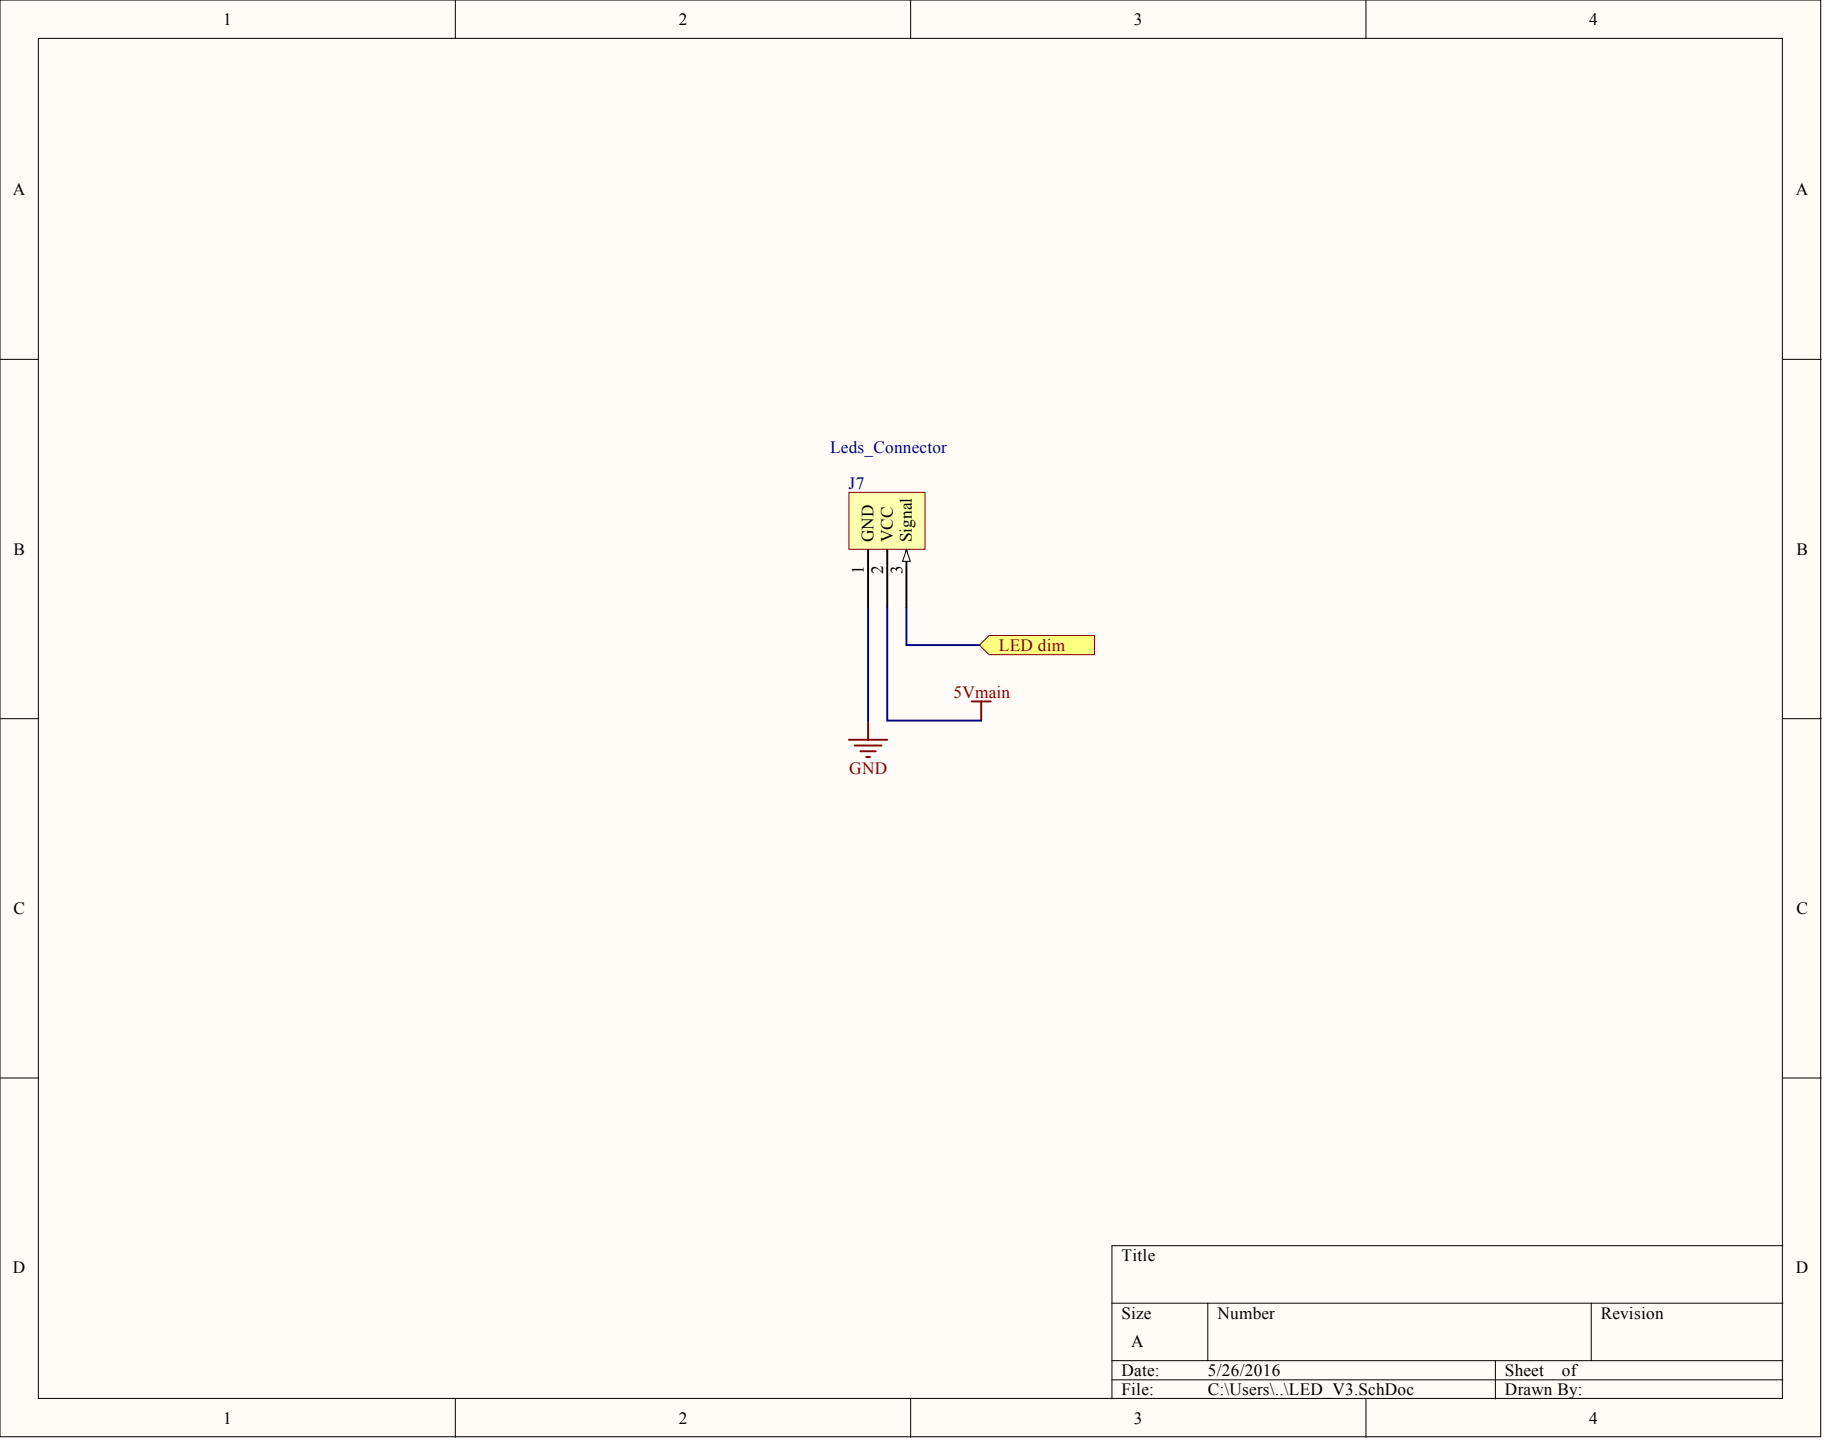 1 2 3 4
A A
Leds_Connector
J7
GND
VCC
Signal
1 2 3
B B
LED dim
5Vmain
GND
C C
Title
D D
Size Number Revision
A
Date: 5/26/2016 Sheet of
File: C:\Users\..\LED_V3.SchDoc Drawn By:
1 2 3 4